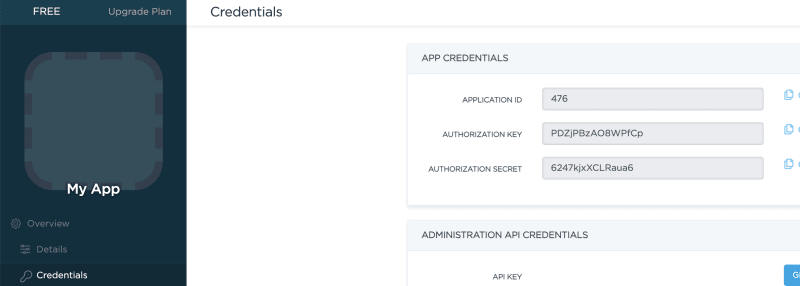 FREE Upgrade Plan
Credentials
My App
Overview
Details
Credentials
APP CREDENTIALS
APPLICATION ID 476
AUTHORIZATION KEY PDZjPBzAO8WPfCp
AUTHORIZATION SECRET 6247kjxXCLRaua6
ADMINISTRATION API CREDENTIALS
API KEY